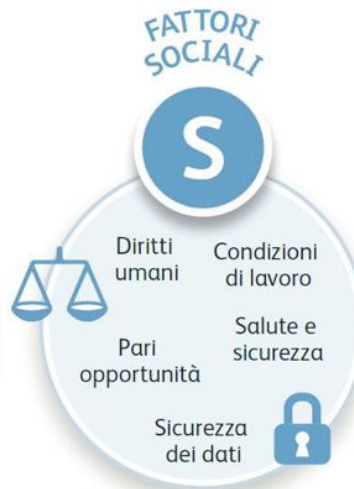 FATTORI
SOCIALI
S
Diritti
umani
Condizioni
di lavoro
Pari
opportunità
Salute e
sicurezza
Sicurezza
dei dati